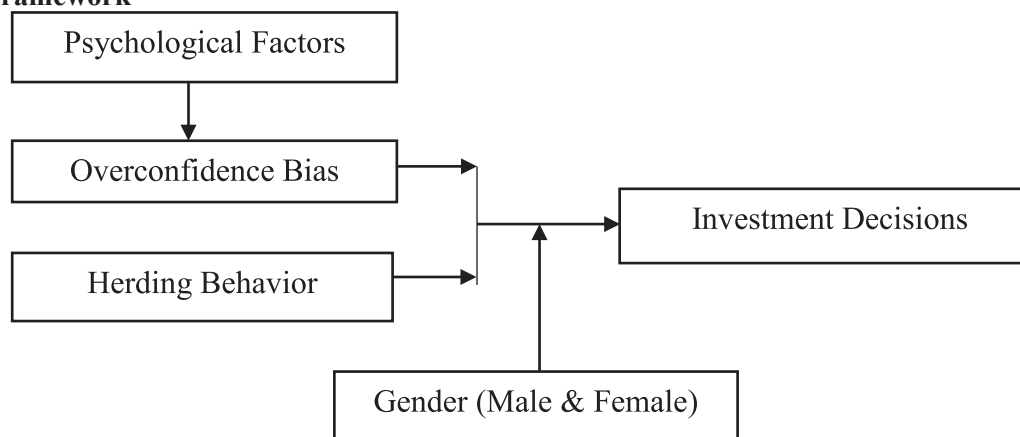 ramework
Psychological Factors
Overconfidence Bias
Investment Decisions
Herding Behavior
Gender (Male & Female)